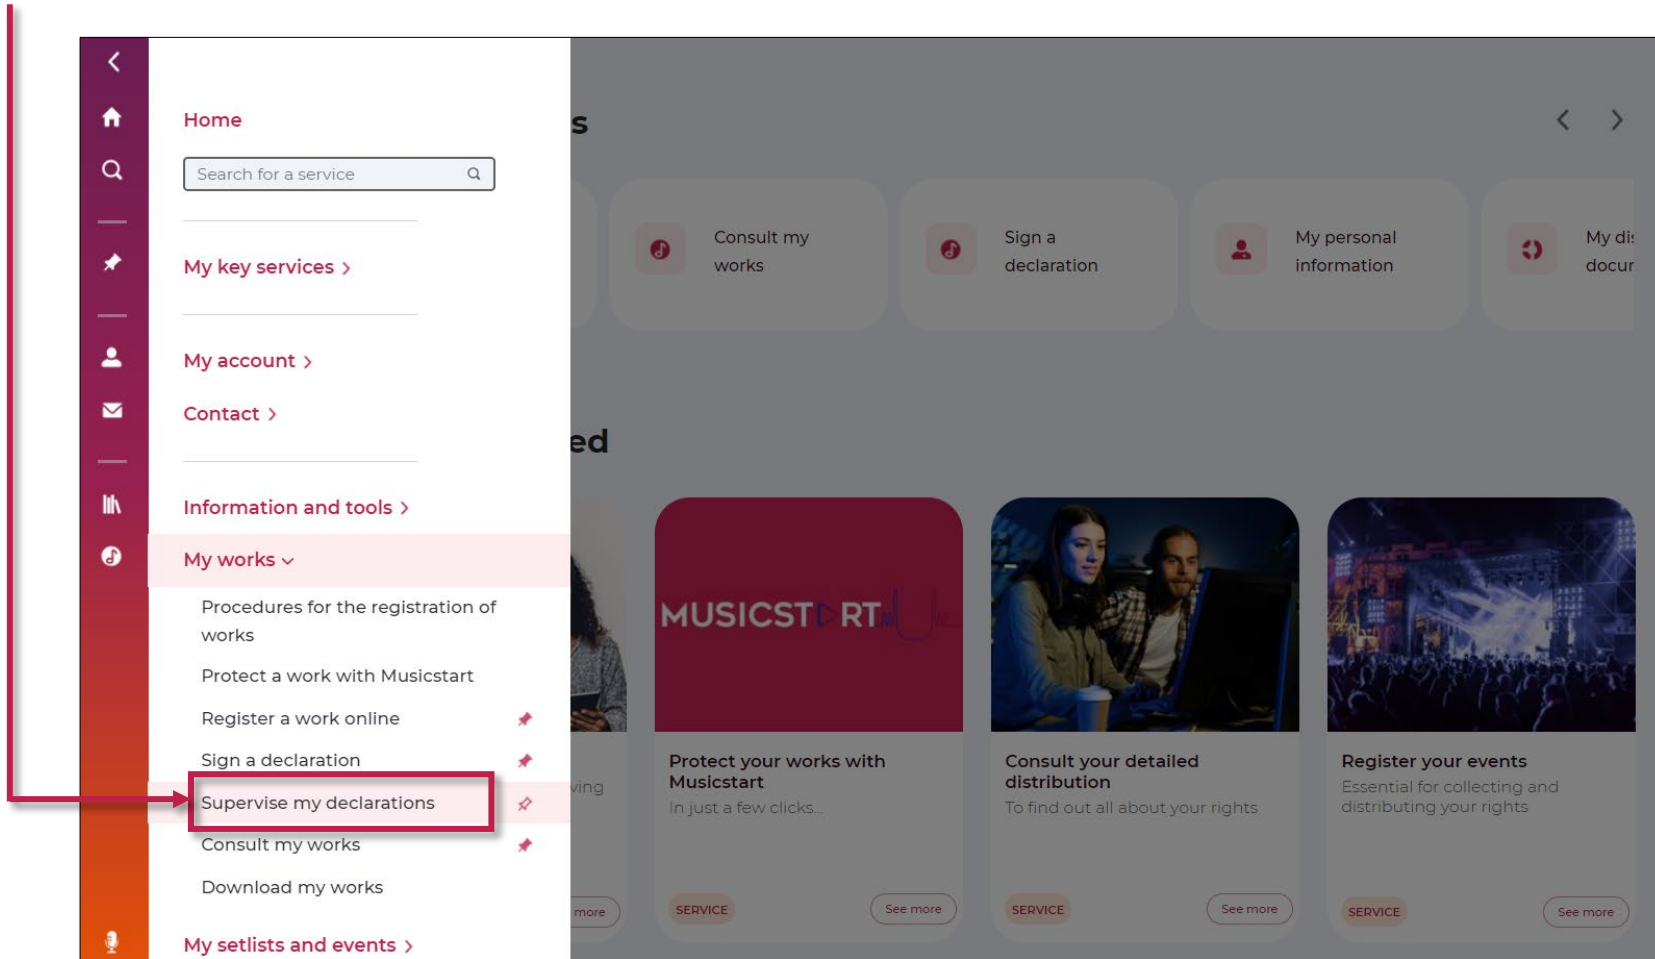 Home
Search for a service
My key services
My account
Contact
Information and tools
My works
Procedures for the registration of
works
Protect a work with Musicstart
Register a work online
Sign a declaration
Supervise my declarations
Consult my works
Download my works
My setlists and events
s
Consult my
works
Sign a
declaration
My personal
information
My dis
docur
ed
ving
more
MUSICSTART
Protect your works with
Musicstart
In just a few clicks...
SERVICE
See more
Consult your detailed
distribution
To find out all about your rights
SERVICE
See more
Register your events
Essential for collecting and
distributing your rights
SERVICE
See more